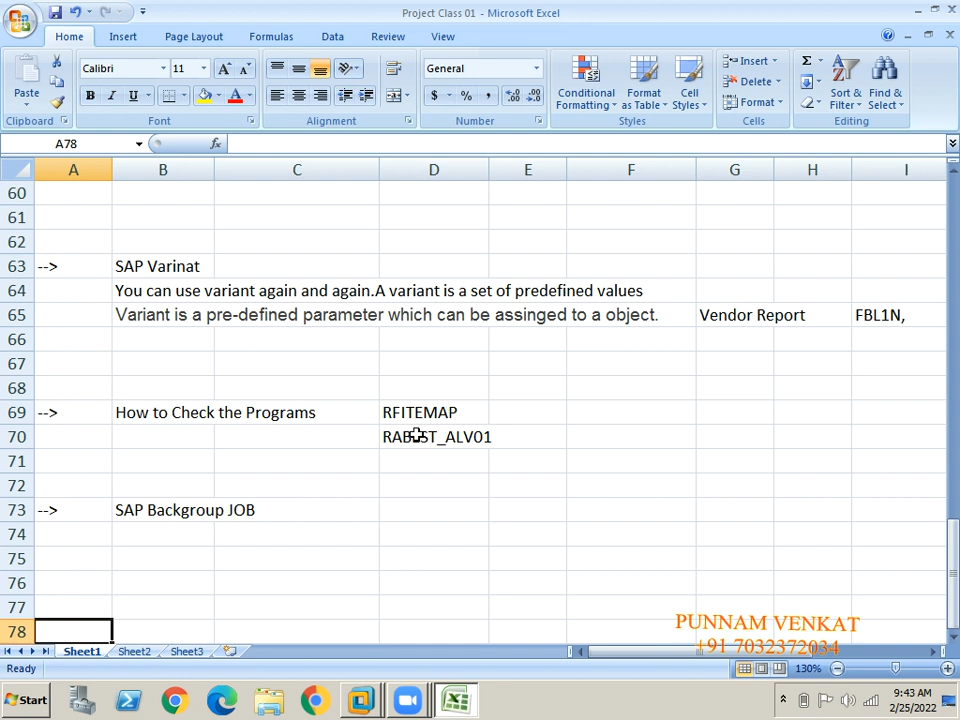 Project Class 01 - Microsoft Excel
Home Insert Page Layout Formulas Data Review View
Paste
Calibri 11
General
Conditional Formatting
Format as Table
Cell Styles
Insert
Delete
Format
Sort & Filter
Find & Select
Clipboard Font Alignment Number Styles Cells Editing
A78 fx
A B C D E F G H I
60
61
62
63 --> SAP Varinat
64 You can use variant again and again.A variant is a set of predefined values
65 Variant is a pre-defined parameter which can be assinged to a object. Vendor Report FBL1N,
66
67
68
69 --> How to Check the Programs RFITEMAP
70
71
72
73 --> SAP Backgroup JOB
74
75
76
77
78
PUNNAM VENKAT
+91 7032372034
Sheet1 Sheet2 Sheet3
Ready 130%
Start
9:43 AM
2/25/2022